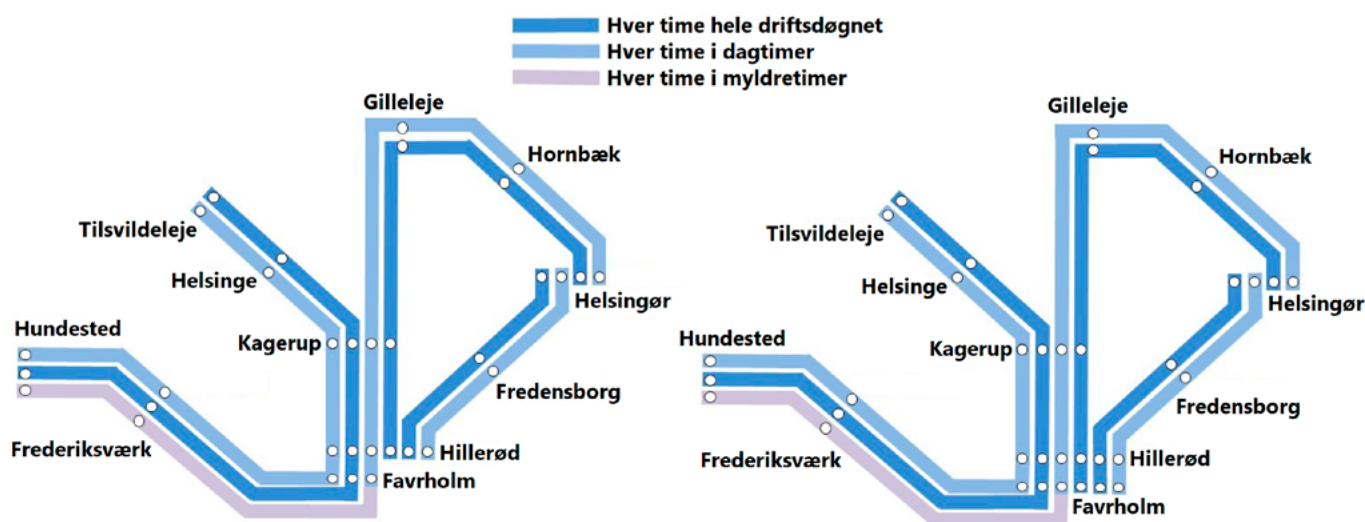 Hver time hele driftsdøgnet
Hver time i dagtimer
Hver time i myldretimer
Gilleleje
Hornbæk
Tilsvildeleje
Helsinge
Helsingør
Hundested
Kagerup
Fredensborg
Frederiksværk
Hillerød
Favrholm
Gilleleje
Hornbæk
Tilsvildeleje
Helsinge
Helsingør
Kagerup
Hundested
Fredensborg
Frederiksværk
Hillerød
Favrholm